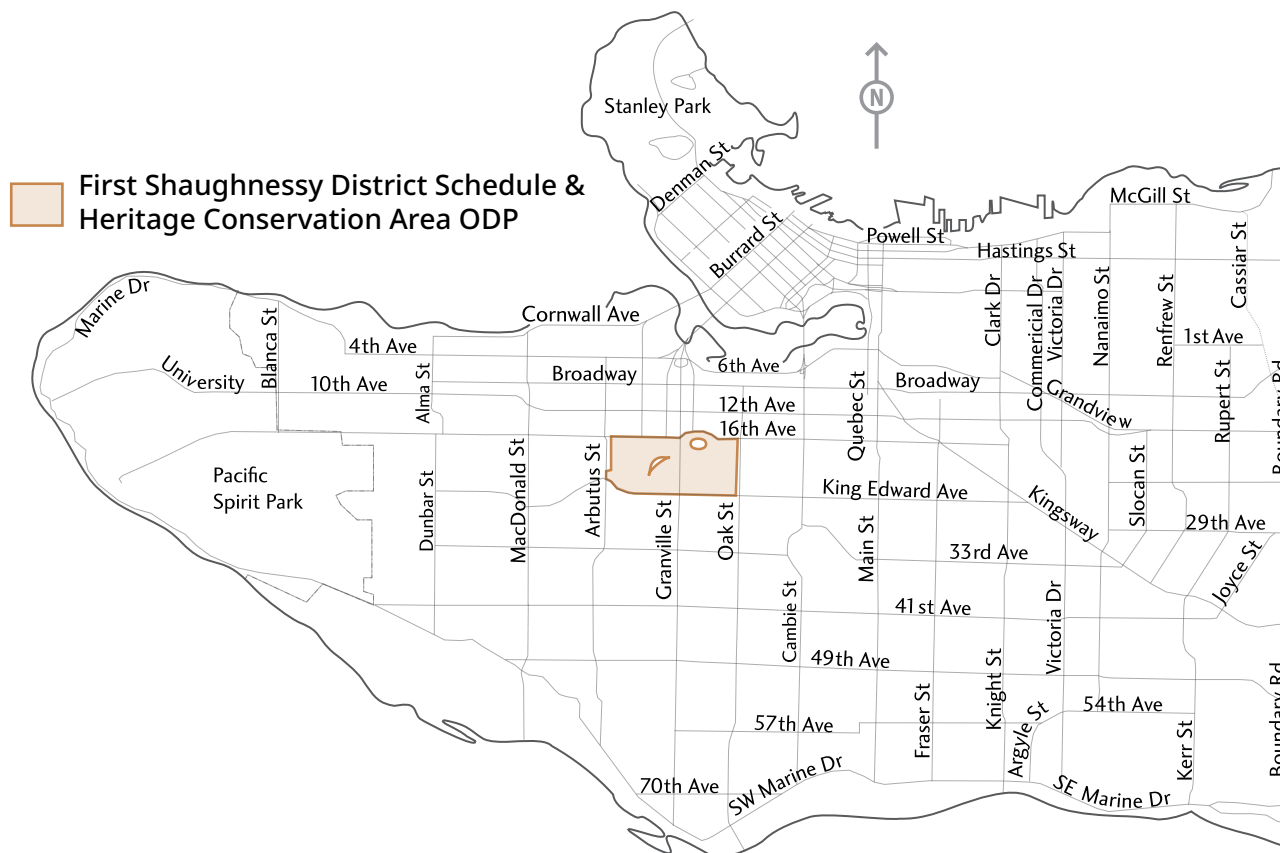 Stanley Park
N
Denman St
First Shaughnessy District Schedule &
Heritage Conservation Area ODP
McGill St
Burrard St
Powell St
Hastings St
Cassiar St
Marine Dr
Cornwall Ave
Clark Dr
Commericial Dr
Victoria Dr
Nanaimo St
Renfrew St
1st Ave
Blanca St
4th Ave
University
10th Ave
Alma St
Broadway
6th Ave
12th Ave
16th Ave
Quebec St
Broadway
Grandview
Rupert St
Boundary Rd
Pacific
Spirit Park
Dunbar St
MacDonald St
Arbutus St
Granville St
Oak St
King Edward Ave
Main St
Kingsway
Slocan St
29th Ave
33rd Ave
Joyce St
Cambie St
41st Ave
Victoria Dr
49th Ave
Knight St
Fraser St
57th Ave
Argyle St
54th Ave
Kerr St
Boundary Rd
70th Ave
SW Marine Dr
SE Marine Dr